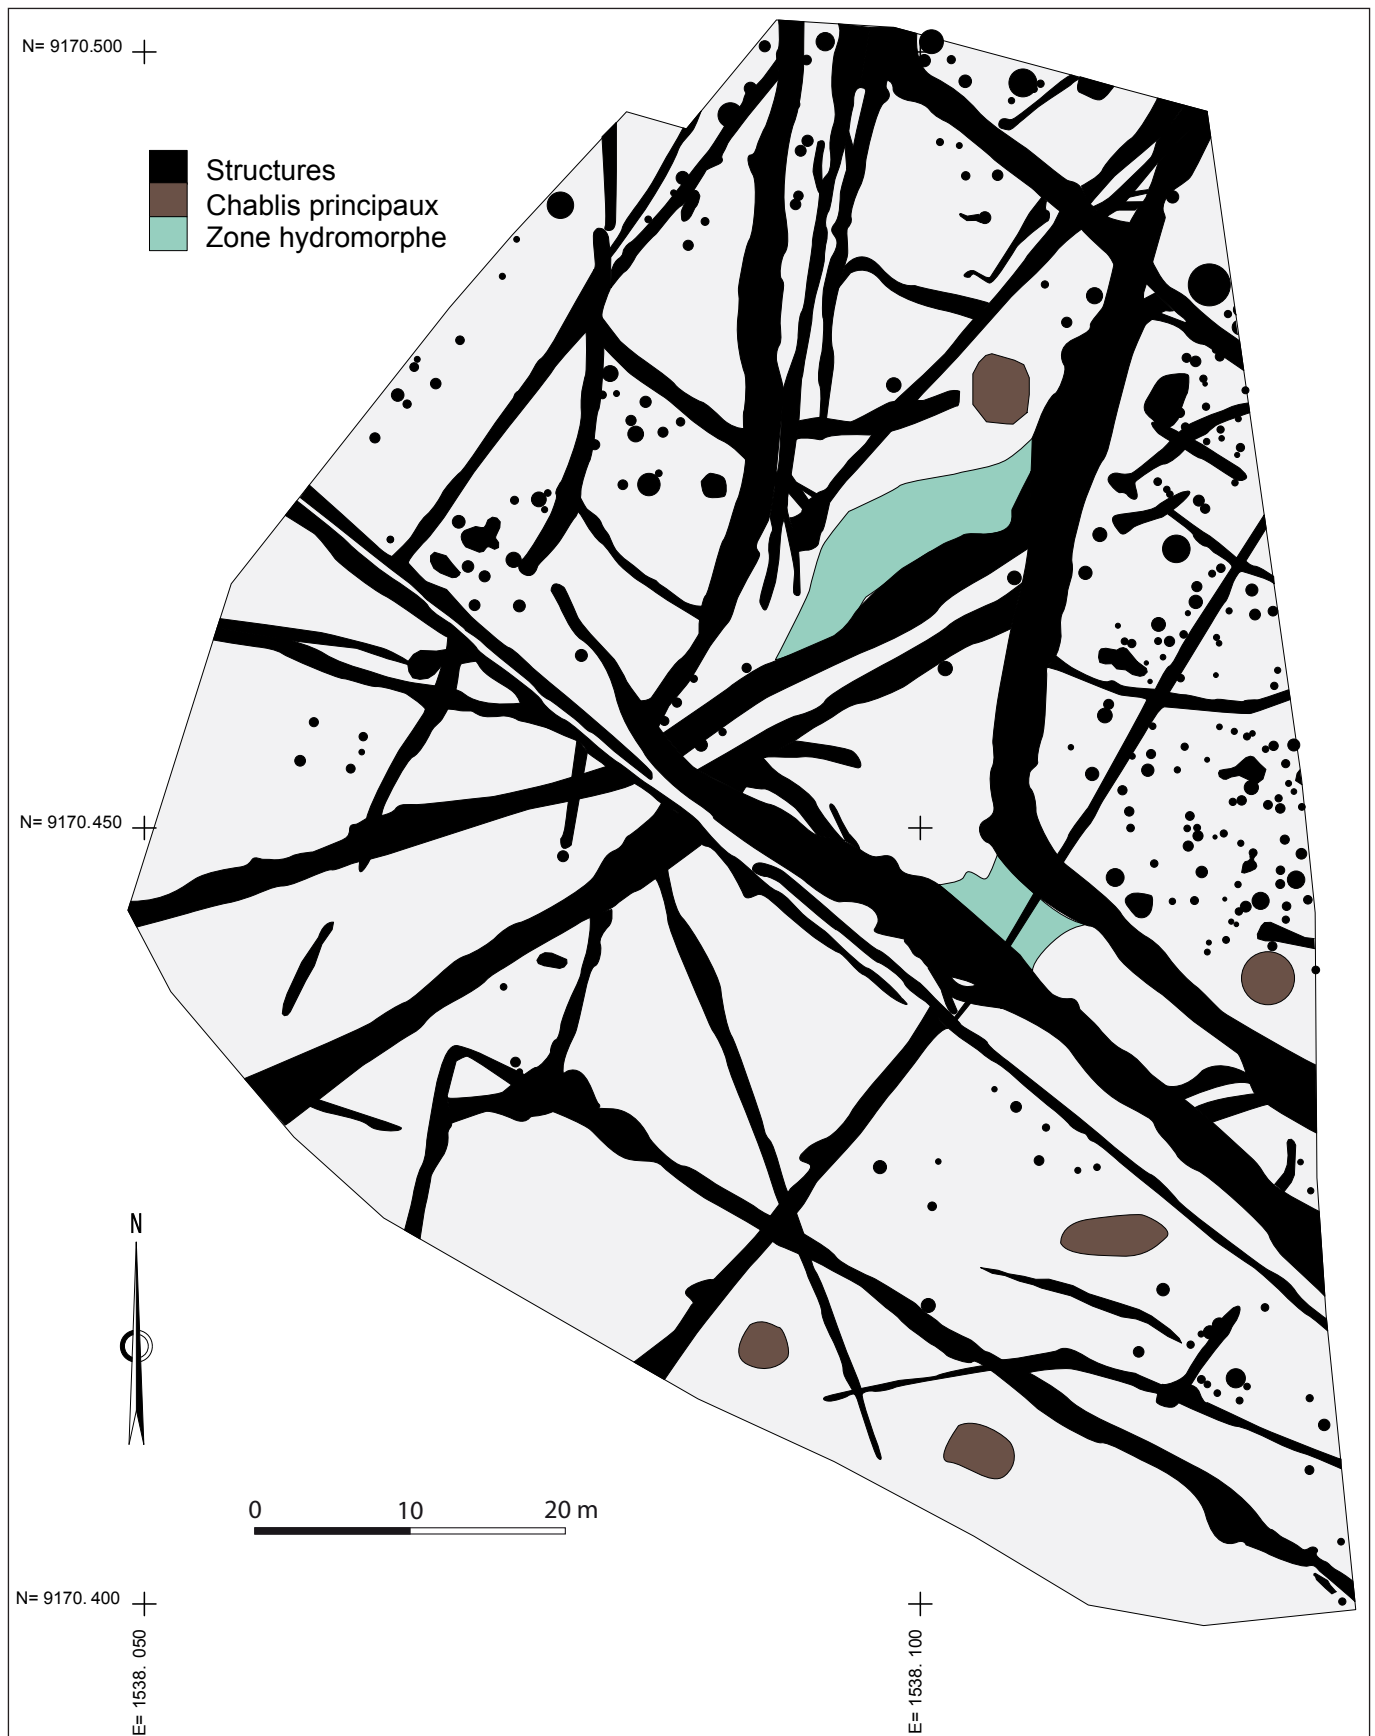 N= 9170.500
Structures
Chablis principaux
Zone hydromorphe
N= 9170.450
N
0 10 20 m
N= 9170. 400
E= 1538. 050
E= 1538. 100